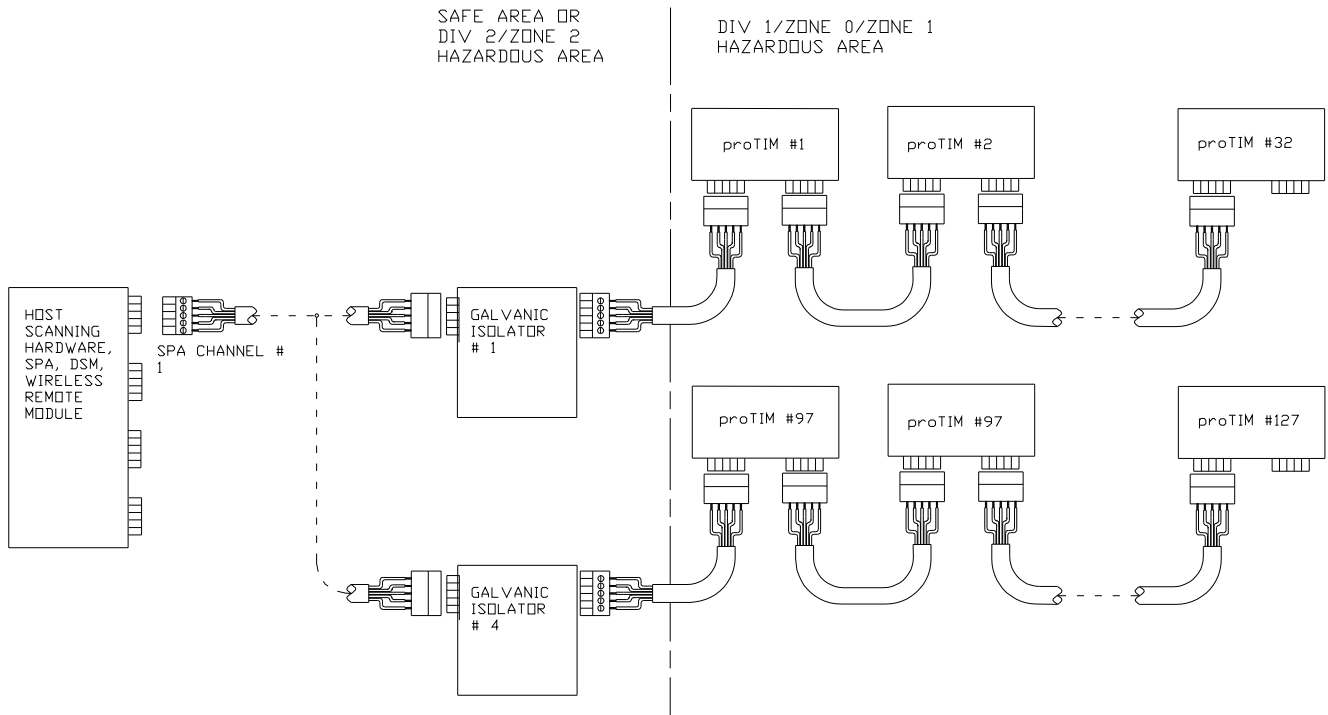 SAFE AREA OR
DIV 2/ZONE 2
HAZARDOUS AREA
DIV 1/ZONE 0/ZONE 1
HAZARDOUS AREA
proTIM #1
proTIM #2
proTIM #32
HOST
SCANNING
HARDWARE,
SPA, DSM,
WIRELESS
REMOTE
MODULE
SPA CHANNEL #
1
GALVANIC
ISOLATOR
# 1
proTIM #97
proTIM #97
proTIM #127
GALVANIC
ISOLATOR
# 4